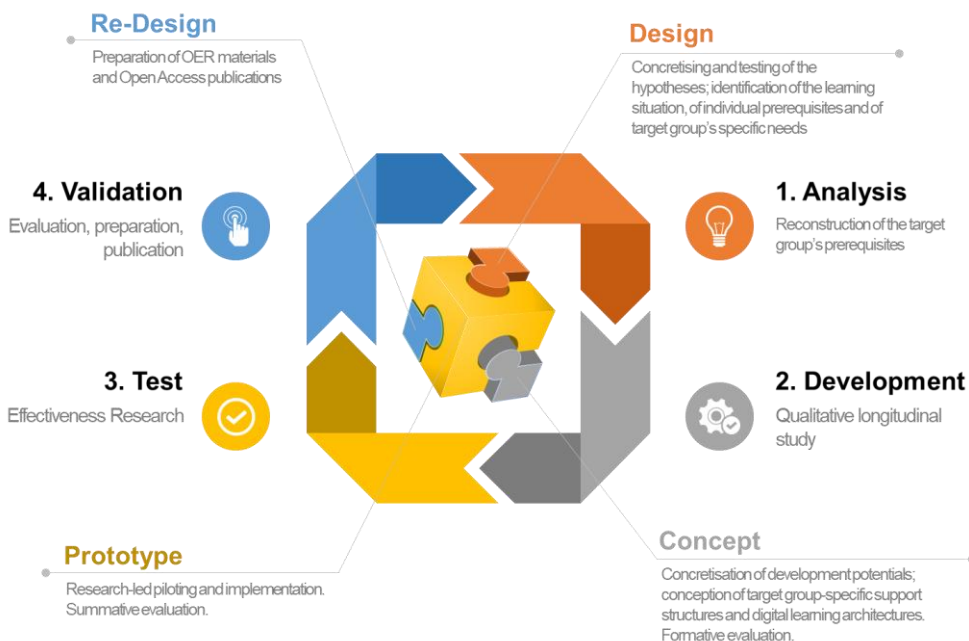 Re-Design
Preparation of OER materials
and Open Access publications
Design
Concretising and testing of the
hypotheses; identification of the learning
situation, of individual prerequisites and of
target group's specific needs
4. Validation
Evaluation, preparation,
publication
1. Analysis
Reconstruction of the target
group's prerequisites
3. Test
Effectiveness Research
2. Development
Qualitative longitudinal
study
Prototype
Research-led piloting and implementation.
Summative evaluation.
Concept
Concretisation of development potentials;
conception of target group-specific support
structures and digital learning architectures.
Formative evaluation.